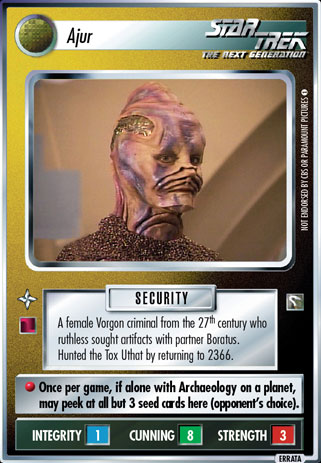 Ajur
STAR TREK
THE NEXT GENERATION
NOT ENDORSED BY CBS OR PARAMOUNT PICTURES
SECURITY
A female Vorgon criminal from the 27th century who
ruthless sought artifacts with partner Boratus.
Hunted the Tox Uthat by returning to 2366.
Once per game, if alone with Archaeology on a planet,
may peek at all but 3 seed cards here (opponent's choice).
INTEGRITY 1 CUNNING 8 STRENGTH 3
ERRATA